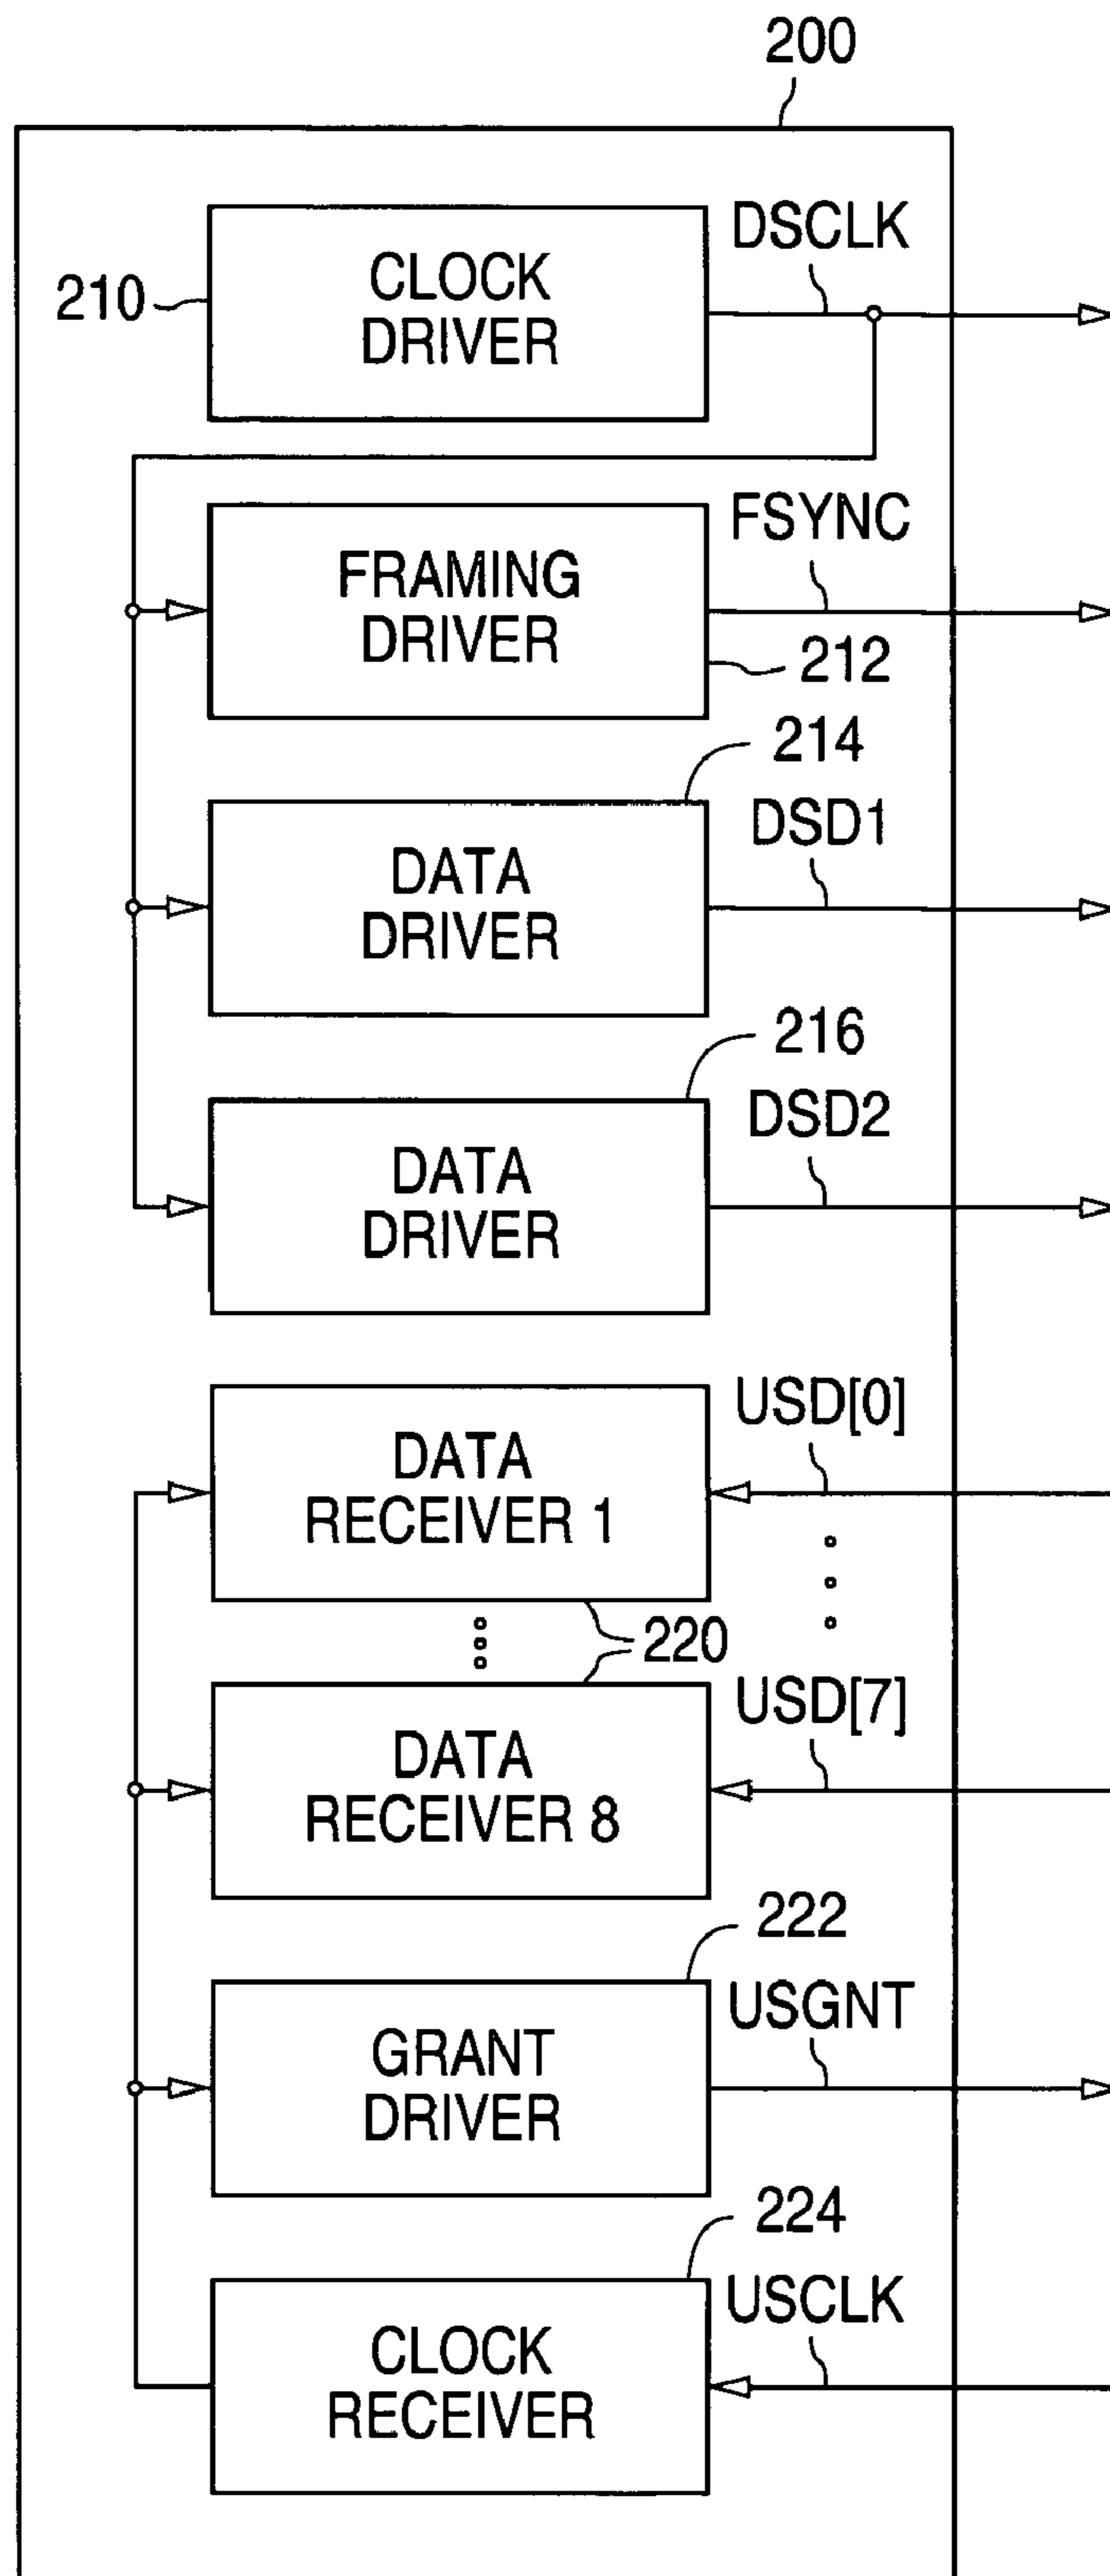 200
DSCLK
CLOCK
DRIVER
210
FSYNC
FRAMING
DRIVER
212
214
DSD1
DATA
DRIVER
216
DSD2
DATA
DRIVER
USD[0]
DATA
RECEIVER 1
220
USD[7]
DATA
RECEIVER 8
222
USGNT
GRANT
DRIVER
224
USCLK
CLOCK
RECEIVER